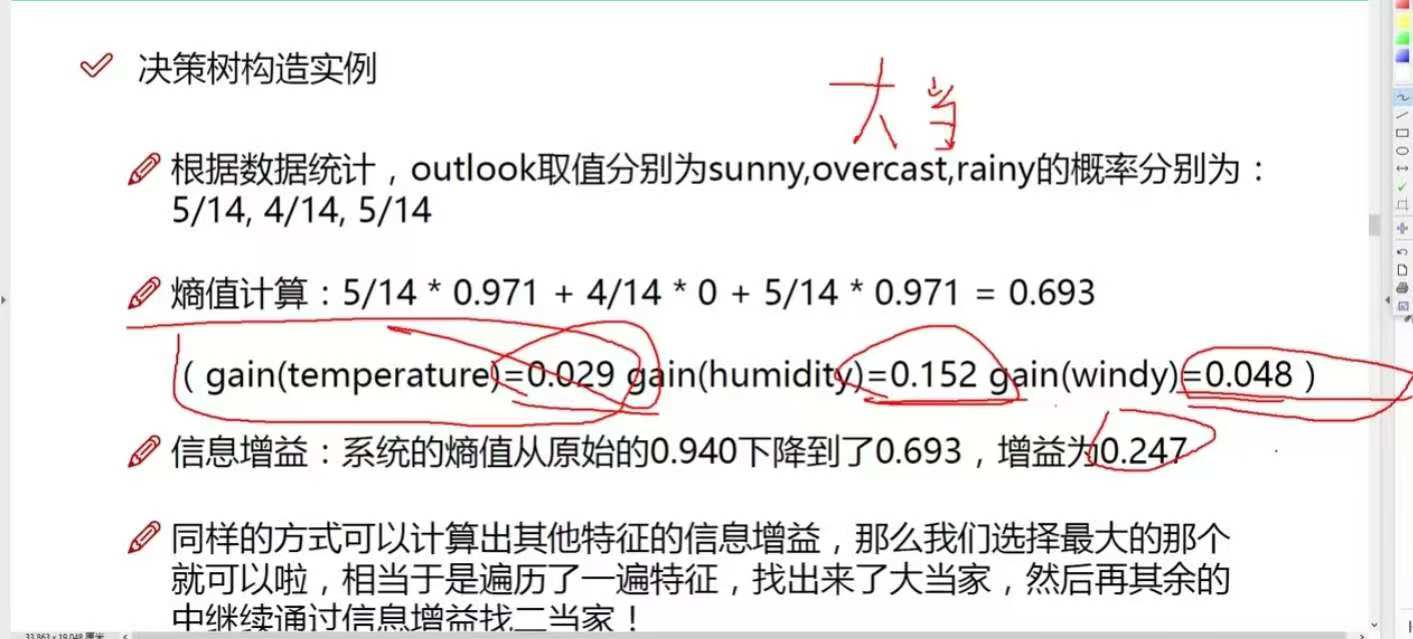 决策树构造实例
大当
根据数据统计，outlook取值分别为sunny,overcast,rainy的概率分别为：
5/14, 4/14, 5/14
熵值计算：5/14 * 0.971 + 4/14 * 0 + 5/14 * 0.971 = 0.693
（ gain(temperature)=0.029 gain(humidity)=0.152 gain(windy)=0.048 ）
信息增益：系统的熵值从原始的0.940下降到了0.693，增益为0.247
同样的方式可以计算出其他特征的信息增益，那么我们选择最大的那个
就可以啦，相当于是遍历了一遍特征，找出来了大当家，然后再其余的
中继续通过信息增益找二当家！
33.863 x 19.048 厘米